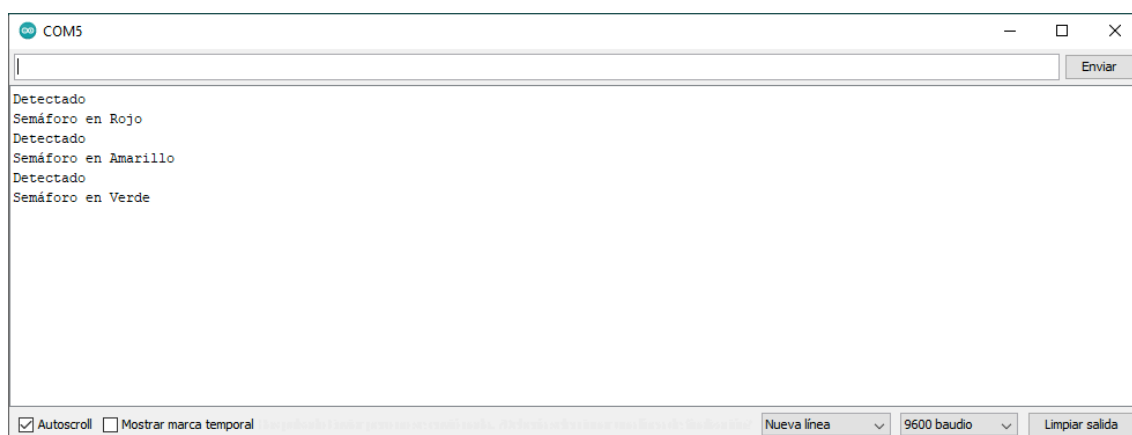 COM5
Enviar
Detectado
Semáforo en Rojo
Detectado
Semáforo en Amarillo
Detectado
Semáforo en Verde
Autoscroll Mostrar marca temporal Nueva línea 9600 baudio Limpiar salida